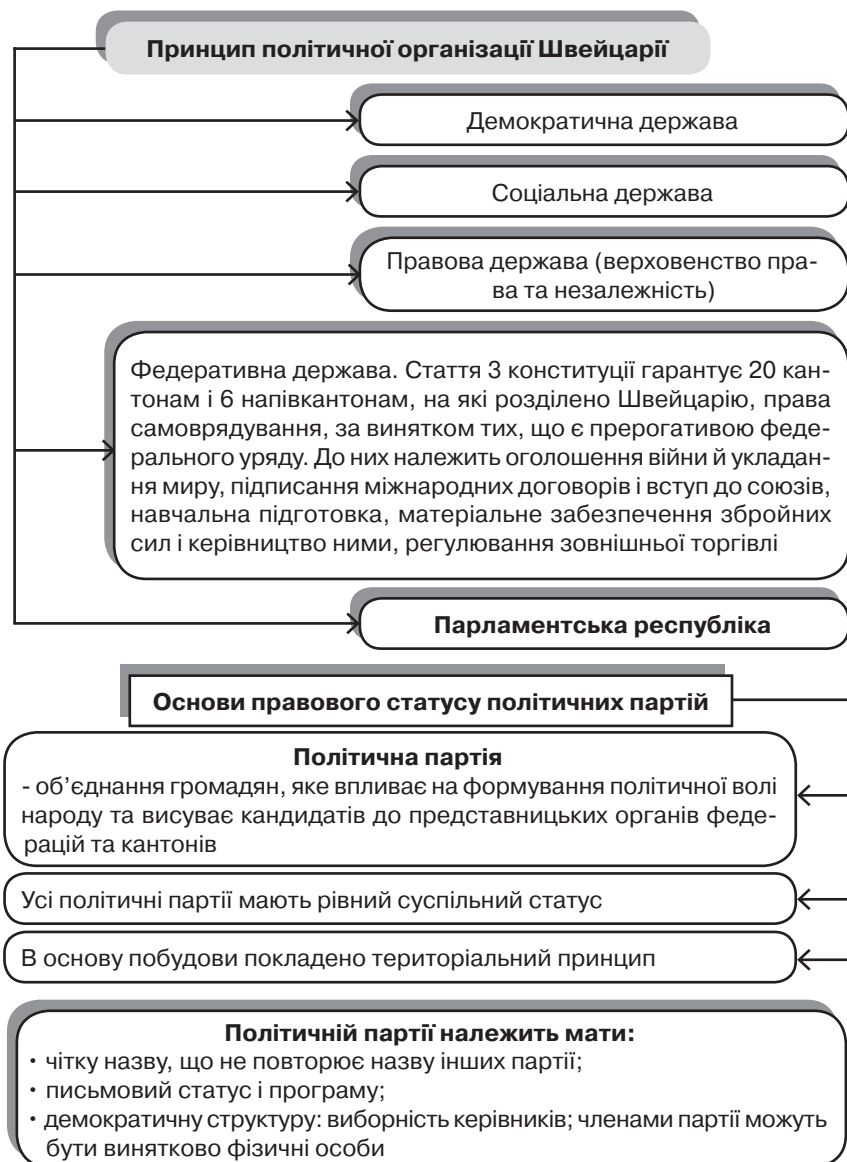 Принцип політичної організації Швейцарії
Демократична держава
Соціальна держава
Правова держава (верховенство пра-
ва та незалежність)
Федеративна держава. Стаття 3 конституції гарантує 20 кан-
тонам і 6 напівкантонам, на які розділено Швейцарію, права
самоврядування, за винятком тих, що є прерогативою феде-
рального уряду. До них належить оголошення війни й укладан-
ня миру, підписання міжнародних договорів і вступ до союзів,
навчальна підготовка, матеріальне забезпечення збройних
сил і керівництво ними, регулювання зовнішньої торгівлі
Парламентська республіка
Основи правового статусу політичних партій
Політична партія
- об’єднання громадян, яке впливає на формування політичної волі
народу та висуває кандидатів до представницьких органів феде-
рацій та кантонів
Усі політичні партії мають рівний суспільний статус
В основу побудови покладено територіальний принцип
Політичній партії належить мати:
• чітку назву, що не повторює назву інших партії;
• письмовий статус і програму;
• демократичну структуру: виборність керівників; членами партії можуть
бути винятково фізичні особи